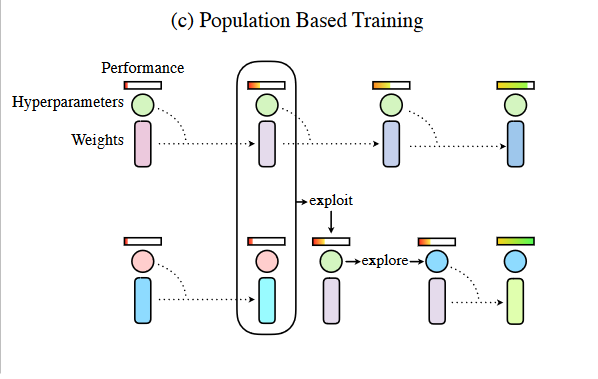 (c) Population Based Training
Performance
Hyperparameters
Weights
exploit
explore